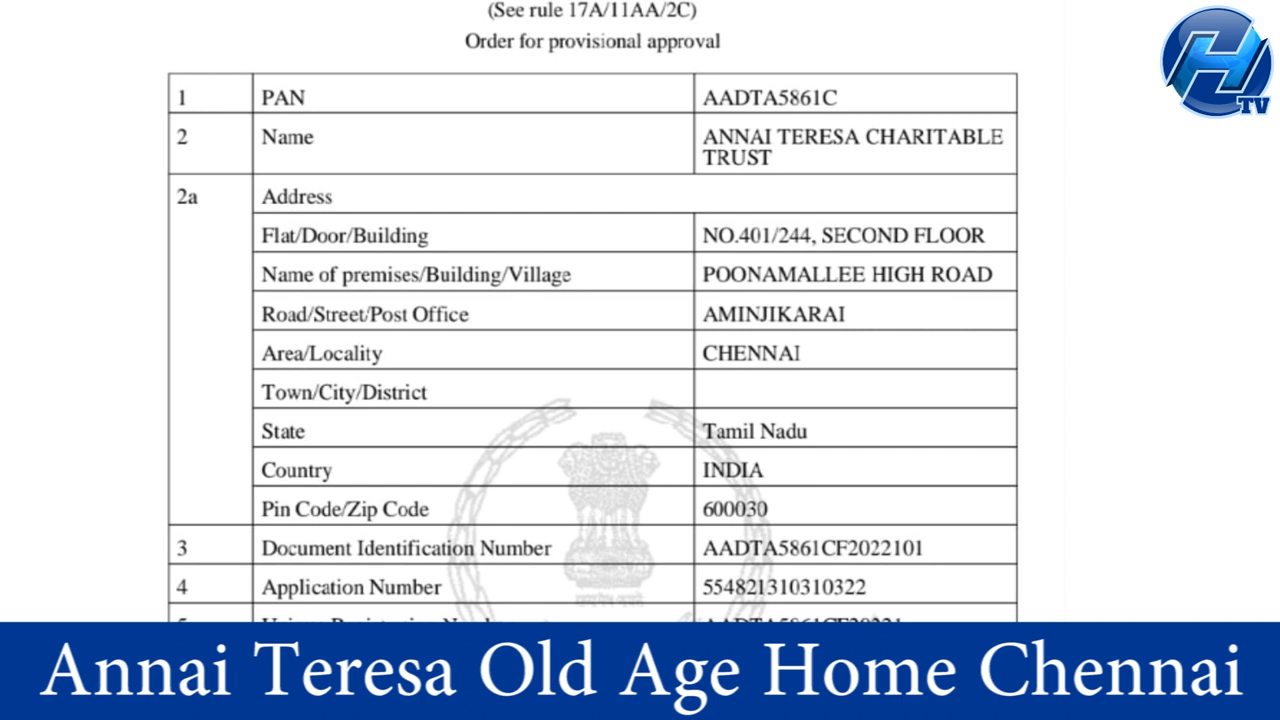 (See rule 17A/11AA/2C)
Order for provisional approval
H TV
1 PAN AADTA5861C
2 Name ANNAI TERESA CHARITABLE
TRUST
2a Address
Flat/Door/Building NO.401/244, SECOND FLOOR
Name of premises/Building/Village POONAMALLEE HIGH ROAD
Road/Street/Post Office AMINJIKARAI
Area/Locality CHENNAI
Town/City/District
State Tamil Nadu
Country INDIA
Pin Code/Zip Code 600030
3 Document Identification Number AADTA5861CF2022101
4 Application Number 554821310310322
Annai Teresa Old Age Home Chennai